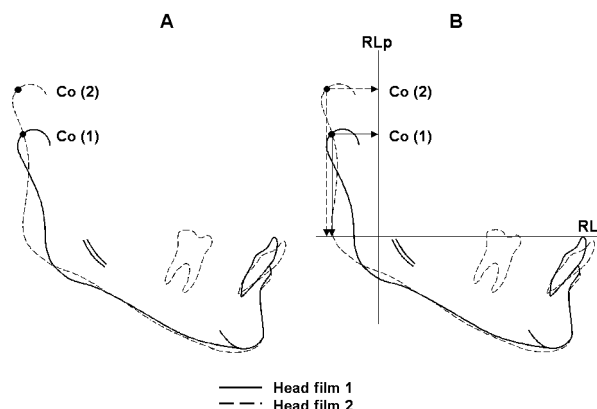 A
B
RLp
Co (2)
Co (2)
Co (1)
Co (1)
RL
Head film 1
Head film 2